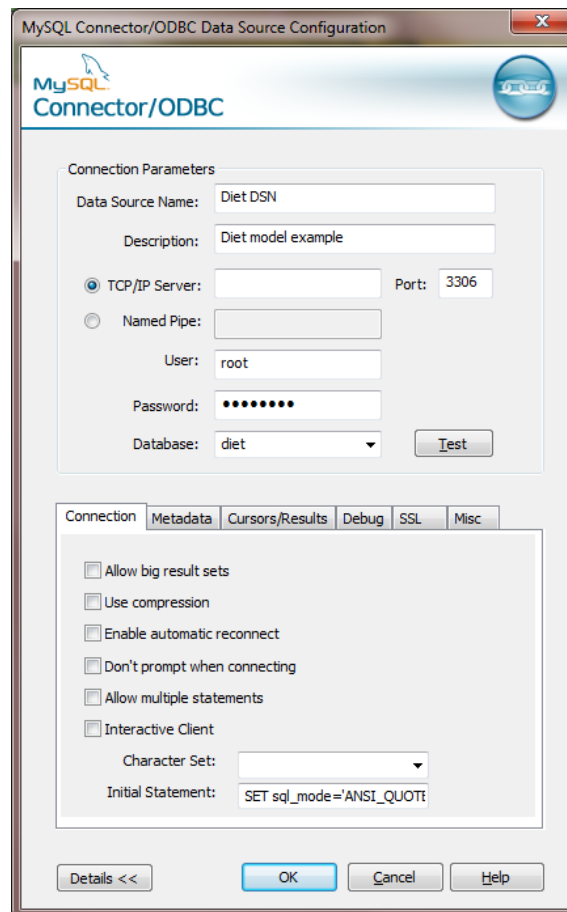 MySQL Connector/ODBC Data Source Configuration
MySQL
Connector/ODBC
Connection Parameters
Data Source Name: Diet DSN
Description: Diet model example
TCP/IP Server: Port: 3306
Named Pipe:
User: root
Password: ••••••••
Database: diet Test
Connection Metadata Cursors/Results Debug SSL Misc
Allow big result sets
Use compression
Enable automatic reconnect
Don't prompt when connecting
Allow multiple statements
Interactive Client
Character Set:
Initial Statement: SET sql_mode='ANSI_QUOTE
Details << OK Cancel Help